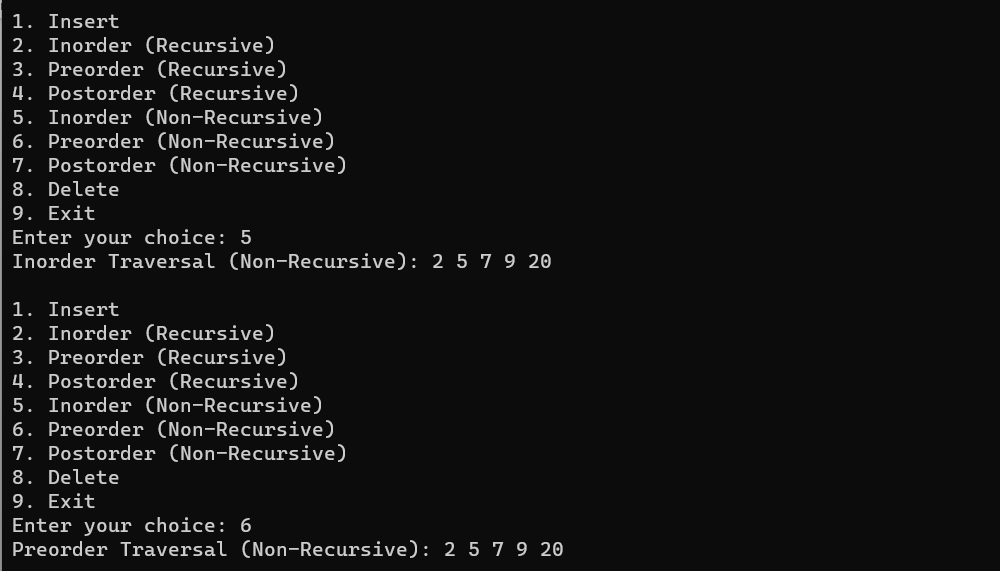 1. Insert
2. Inorder (Recursive)
3. Preorder (Recursive)
4. Postorder (Recursive)
5. Inorder (Non-Recursive)
6. Preorder (Non-Recursive)
7. Postorder (Non-Recursive)
8. Delete
9. Exit
Enter your choice: 5
Inorder Traversal (Non-Recursive): 2 5 7 9 20
1. Insert
2. Inorder (Recursive)
3. Preorder (Recursive)
4. Postorder (Recursive)
5. Inorder (Non-Recursive)
6. Preorder (Non-Recursive)
7. Postorder (Non-Recursive)
8. Delete
9. Exit
Enter your choice: 6
Preorder Traversal (Non-Recursive): 2 5 7 9 20